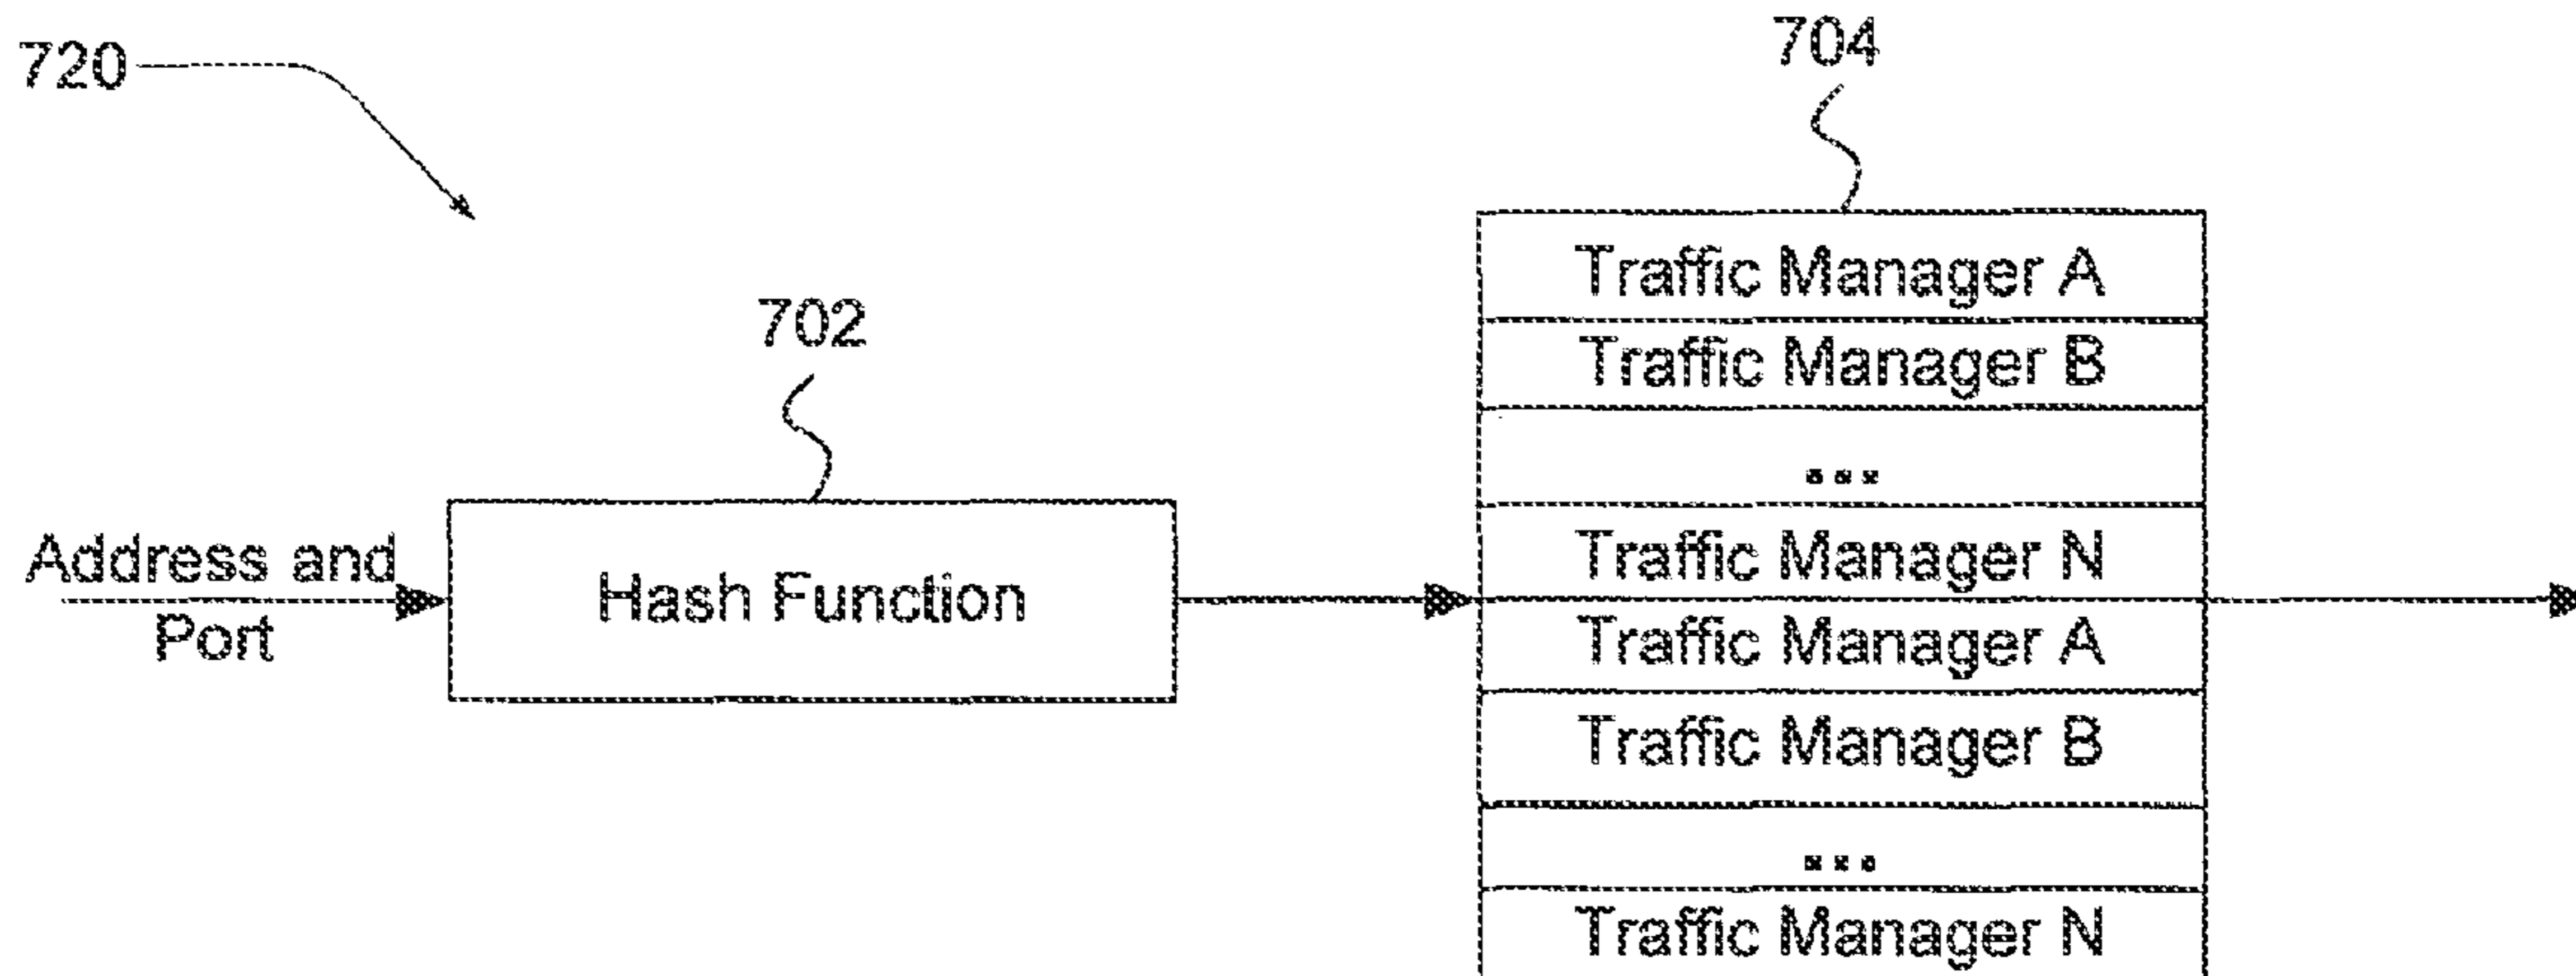 720
704
702
Address and
Port
Hash Function
Traffic Manager A
Traffic Manager B
...
Traffic Manager N
Traffic Manager A
Traffic Manager B
...
Traffic Manager N